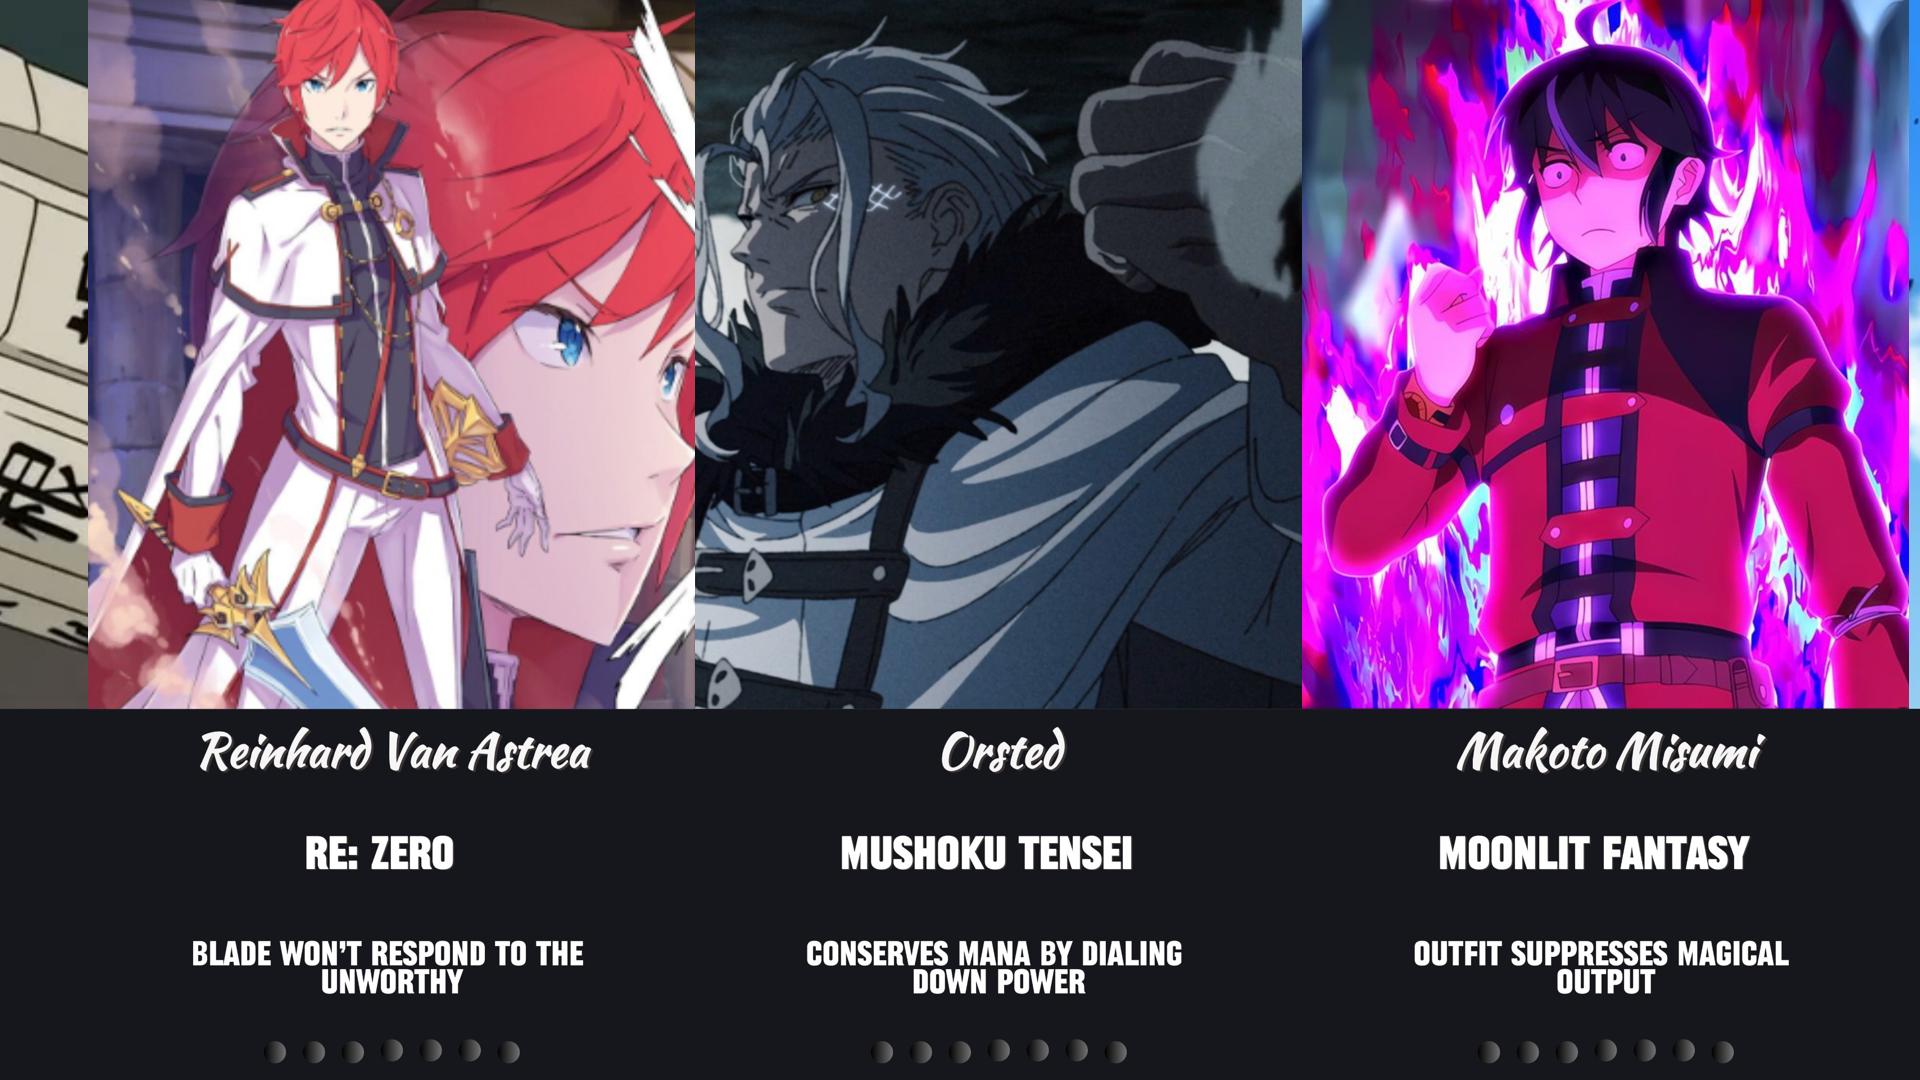 Reinhard Van Astrea
RE: ZERO
BLADE WON'T RESPOND TO THE
UNWORTHY
Orsted
MUSHOKU TENSEI
CONSERVES MANA BY DIALING
DOWN POWER
Makoto Misumi
MOONLIT FANTASY
OUTFIT SUPPRESSES MAGICAL
OUTPUT